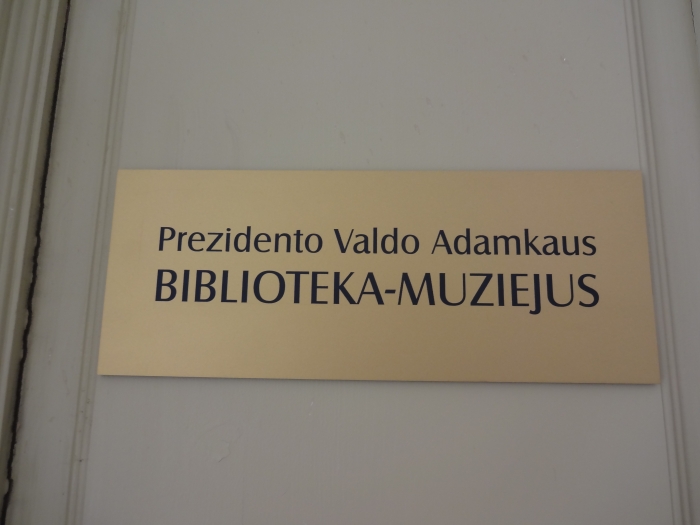 Prezidento Valdo Adamkaus
BIBLIOTEKA-MUZIEJUS